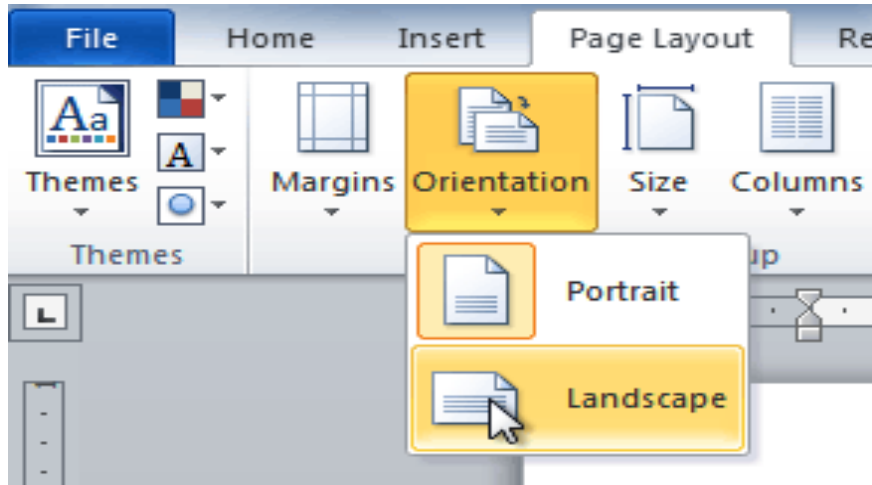 File Home Insert Page Layout Re
Aa
A
Themes Margins Orientation Size Columns
Themes up
Portrait
Landscape